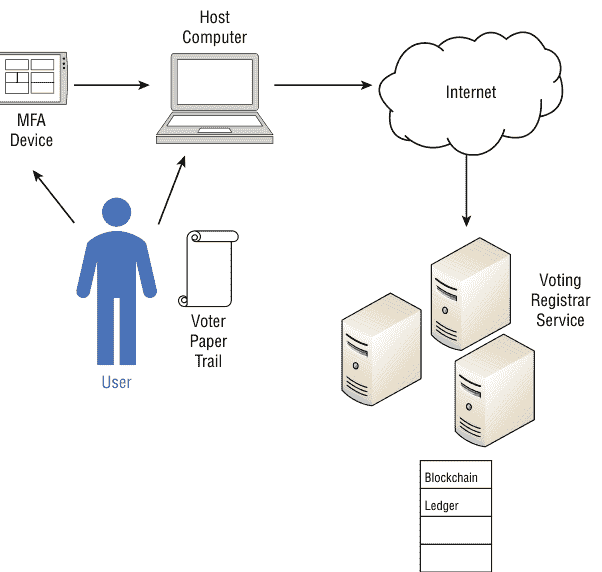 Host
Computer
MFA
Device
Internet
Voter
Paper
Trail
User
Voting
Registrar
Service
Blockchain
Ledger